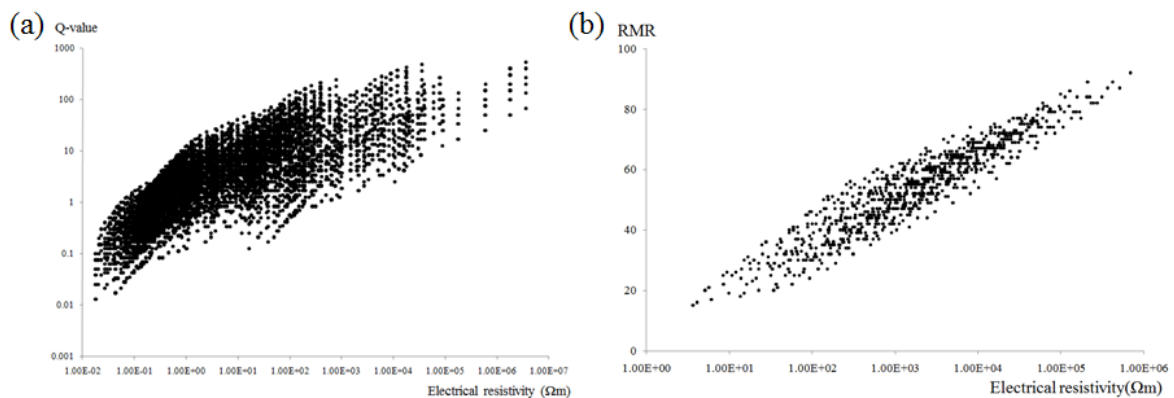 (a) Q-value
1000
100
10
1
0.1
0.01
0.001
1.00E-02 1.00E-01 1.00E+00 1.00E+01 1.00E+02 1.00E+03 1.00E+04 1.00E+05 1.00E+06 1.00E+07
Electrical resistivity (Ωm)
(b) RMR
100
80
60
40
20
0
1.00E+00 1.00E+01 1.00E+02 1.00E+03 1.00E+04 1.00E+05 1.00E+06
Electrical resistivity(Ωm)